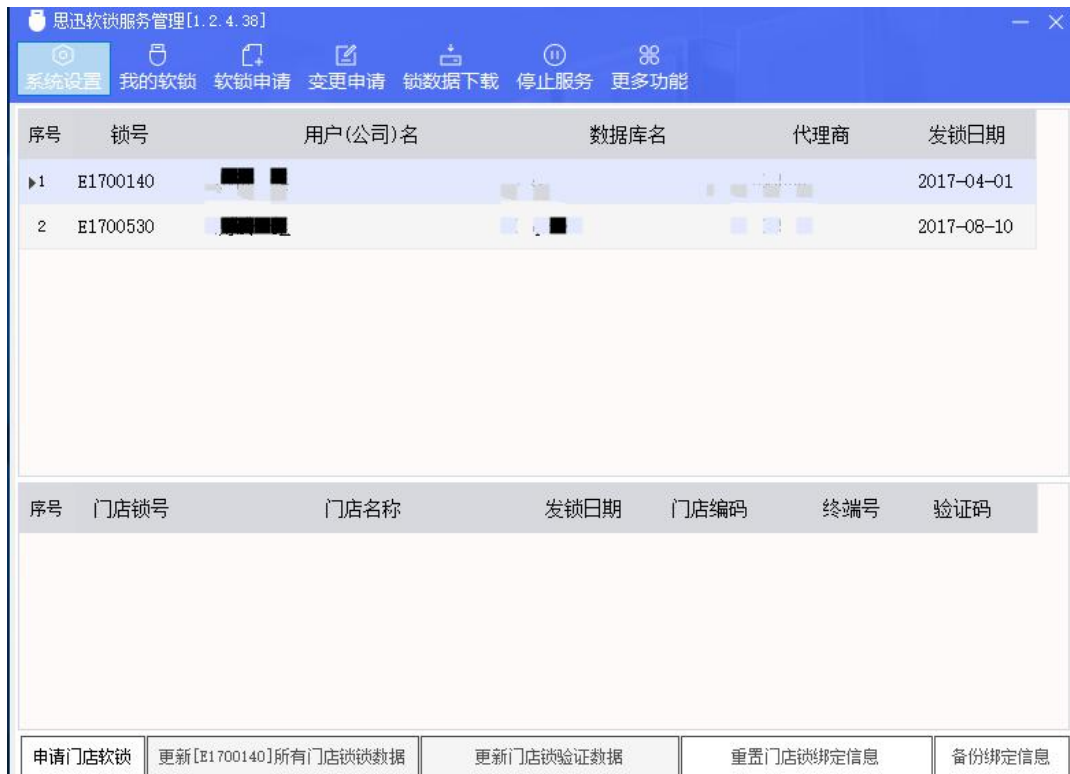 思迅软锁服务管理[1.2.4.38]
系统设置 我的软锁 软锁申请 变更申请 锁数据下载 停止服务 更多功能
序号 锁号 用户(公司)名 数据库名 代理商 发锁日期
1 E1700140 2017-04-01
2 E1700530 2017-08-10
序号 门店锁号 门店名称 发锁日期 门店编码 终端号 验证码
申请门店软锁 更新[E1700140]所有门店锁锁数据 更新门店锁验证数据 重置门店锁绑定信息 备份绑定信息